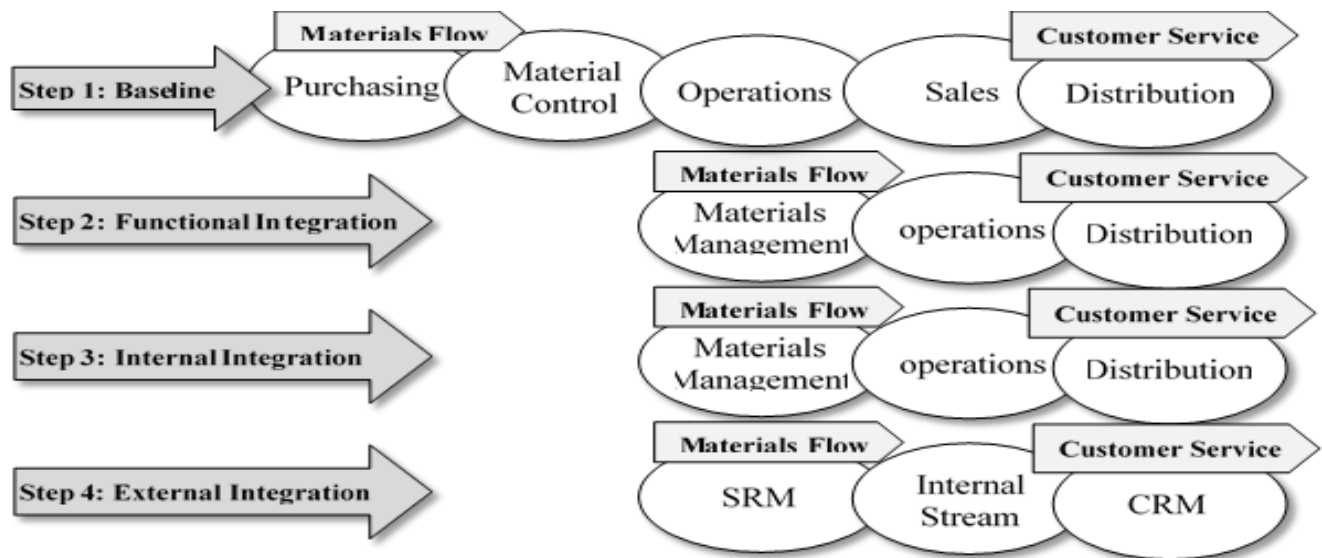 Materials Flow
Customer Service
Step 1: Baseline
Purchasing
Material
Control
Operations
Sales
Distribution
Materials Flow
Customer Service
Step 2: Functional Integration
Materials
Management
operations
Distribution
Materials Flow
Customer Service
Step 3: Internal Integration
Materials
Management
operations
Distribution
Materials Flow
Customer Service
Step 4: External Integration
SRM
Internal
Stream
CRM